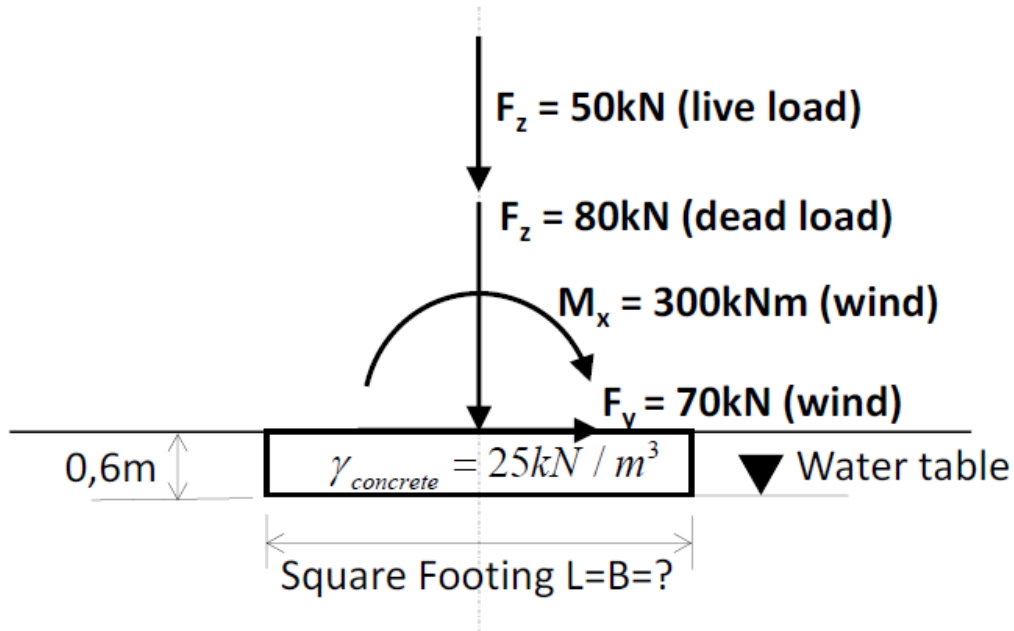 F_z = 50kN (live load)
F_z = 80kN (dead load)
M_x = 300kNm (wind)
F_y = 70kN (wind)
0,6m
γ_concrete = 25kN / m³
Water table
Square Footing L=B=?